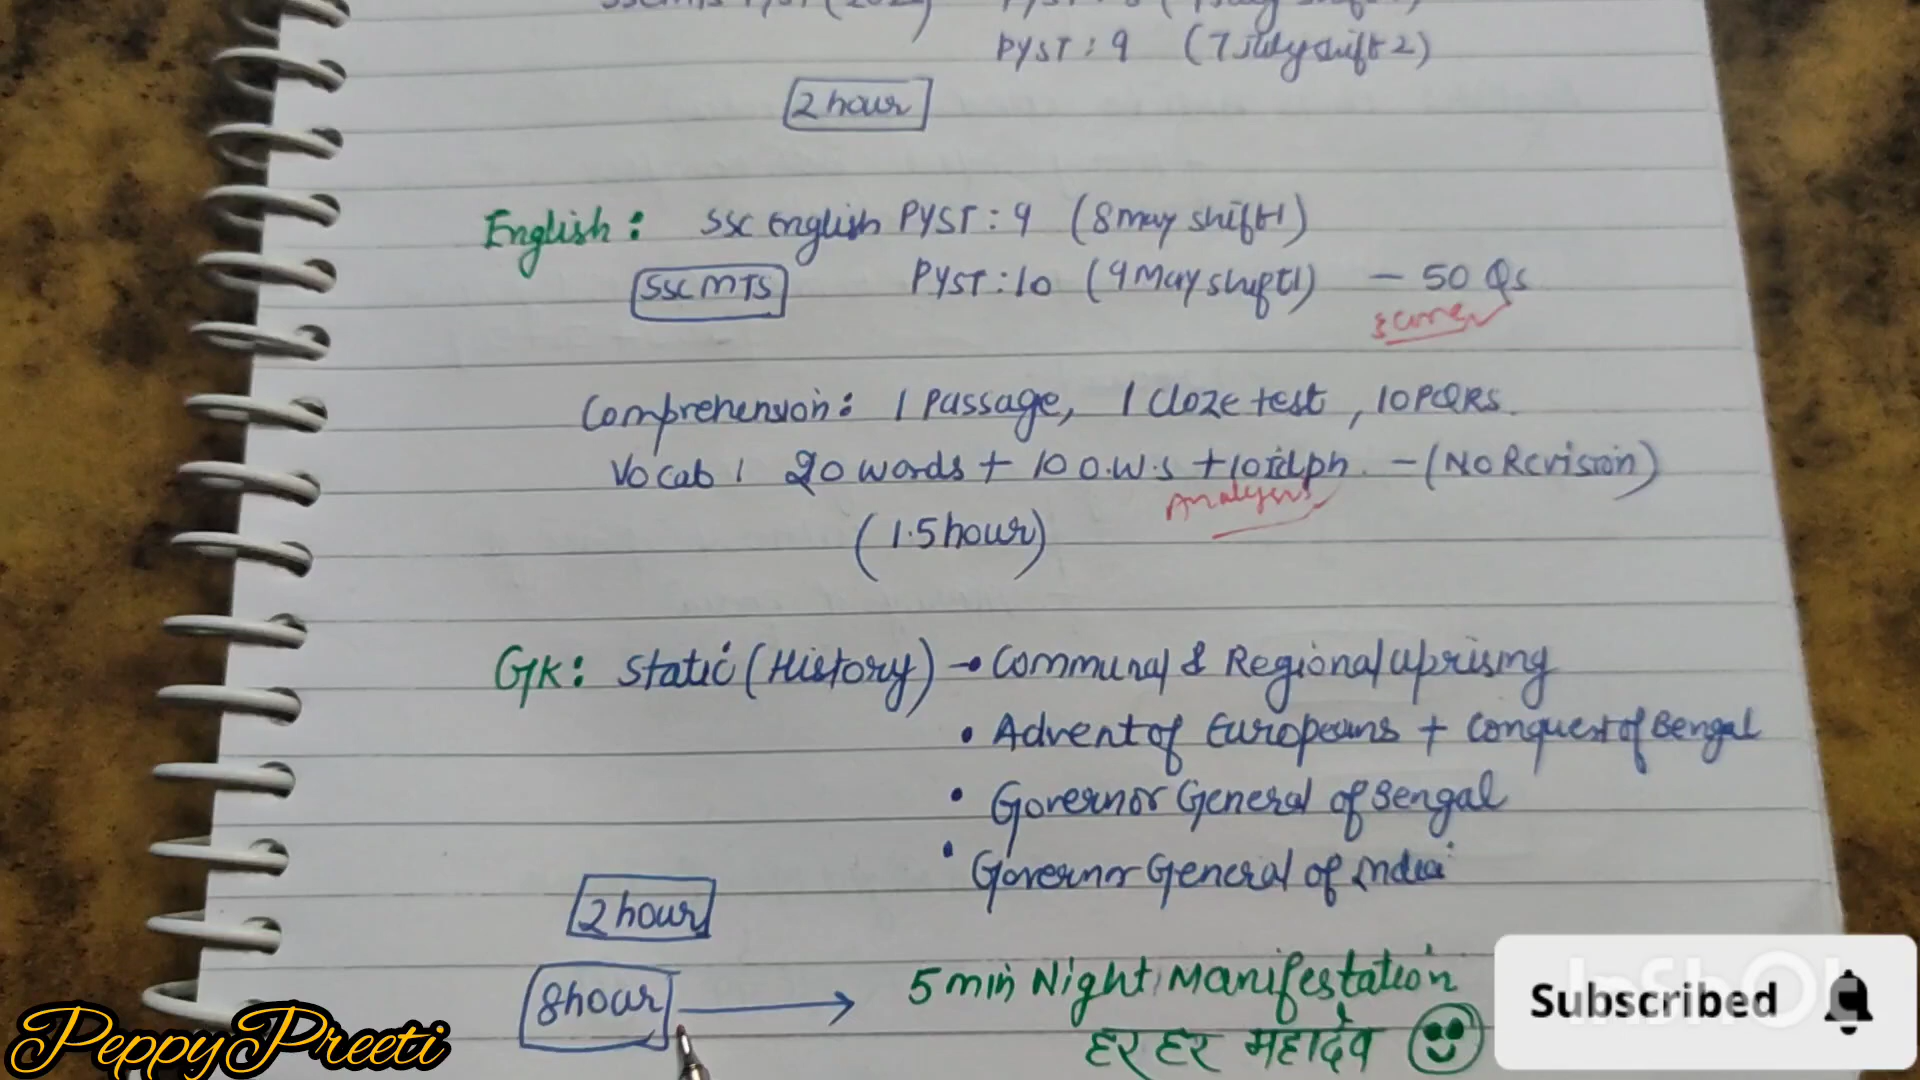 PYST : 9 (7 July shift 2)
2 hour
English : SSC English PYST : 9 (8 may shift 1)
SSC MTS PYST : 10 (9 May shift 1) - 50 Qs
Comprehension : 1 Passage, 1 Cloze test, 10 PQRS.
Vocab : 20 words + 10 O.W.S + 10 idph. - (No Revision)
Analysis
(1.5 hour)
GK : Static (History) → Communal & Regional uprising
• Advent of Europeans + Conquest of Bengal
• Governor General of Bengal
• Governor General of India
2 hour
8 hour → 5 min Night Manifestation
हर हर महादेव
PeppyPreeti
InShO
Subscribed